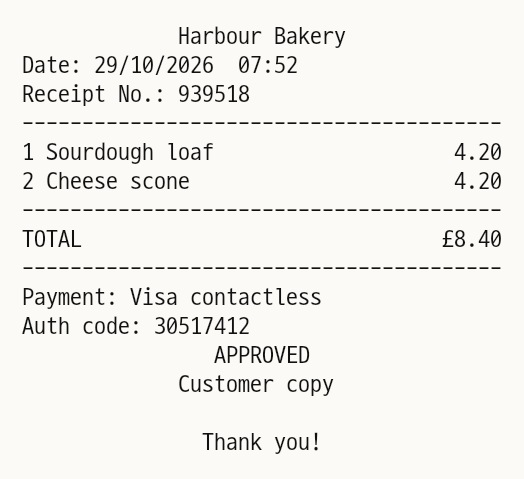 Harbour Bakery
Date: 29/10/2026  07:52
Receipt No.: 939518
----------------------------------------
1 Sourdough loaf                    4.20
2 Cheese scone                      4.20
----------------------------------------
TOTAL                              £8.40
----------------------------------------
Payment: Visa contactless
Auth code: 30517412
APPROVED
Customer copy
Thank you!